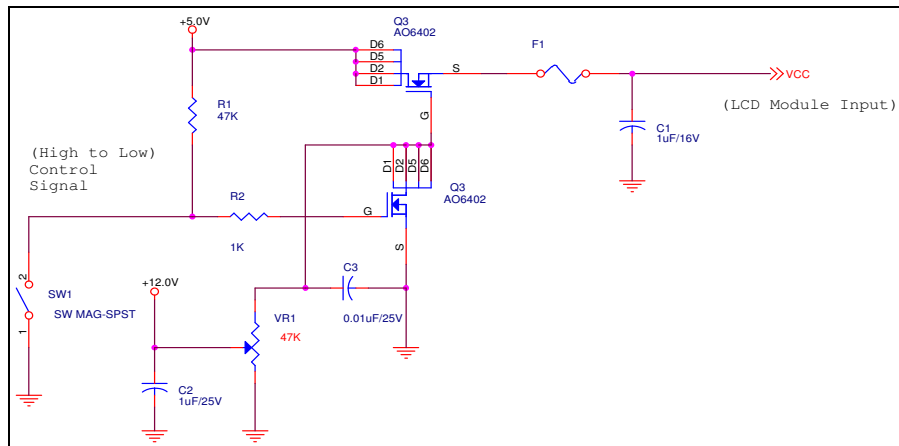 +5.0V
Q3
AO6402
D6
D5
D2
D1
S
G
F1
VCC
(LCD Module Input)
C1
1uF/16V
R1
47K
(High to Low)
Control
Signal
D1
D2
D5
D6
Q3
AO6402
G
S
R2
1K
SW1
SW MAG-SPST
2
1
+12.0V
C3
0.01uF/25V
VR1
47K
C2
1uF/25V